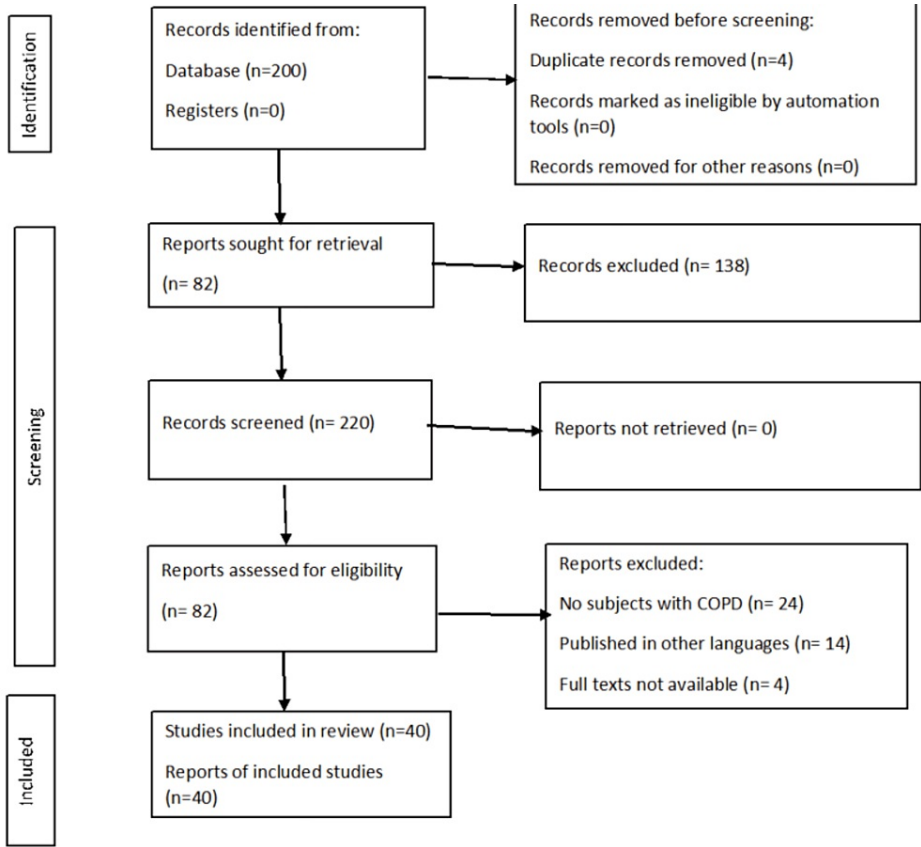 Identification
Records identified from:
Database (n=200)
Registers (n=0)
Records removed before screening:
Duplicate records removed (n=4)
Records marked as ineligible by automation
tools (n=0)
Records removed for other reasons (n=0)
Screening
Reports sought for retrieval
(n= 82)
Records excluded (n= 138)
Records screened (n= 220)
Reports not retrieved (n= 0)
Reports assessed for eligibility
(n= 82)
Reports excluded:
No subjects with COPD (n= 24)
Published in other languages (n= 14)
Full texts not available (n= 4)
Included
Studies included in review (n=40)
Reports of included studies
(n=40)